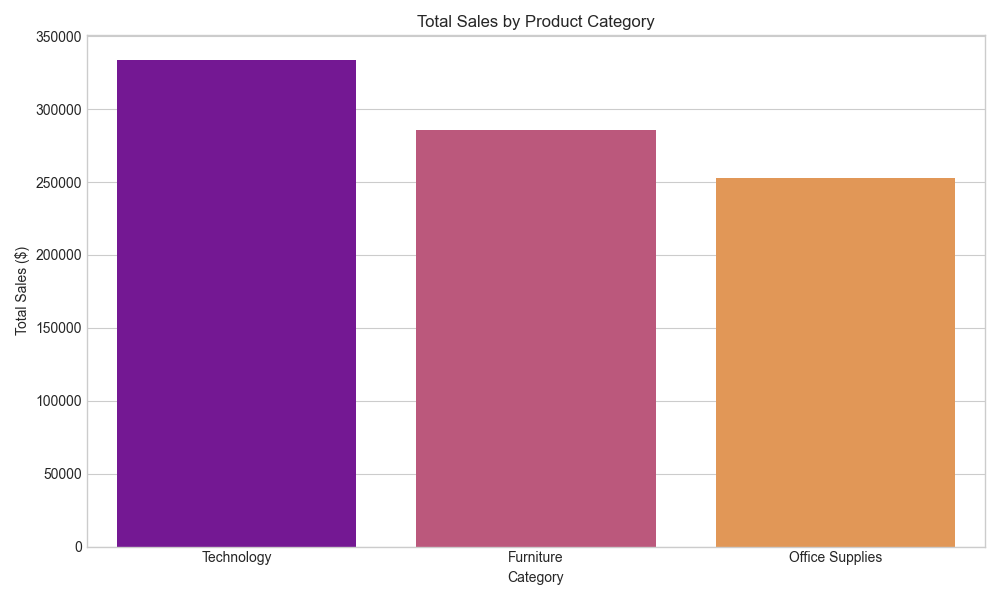 Total Sales by Product Category
Total Sales ($)
350000
300000
250000
200000
150000
100000
50000
0
Technology
Furniture
Office Supplies
Category